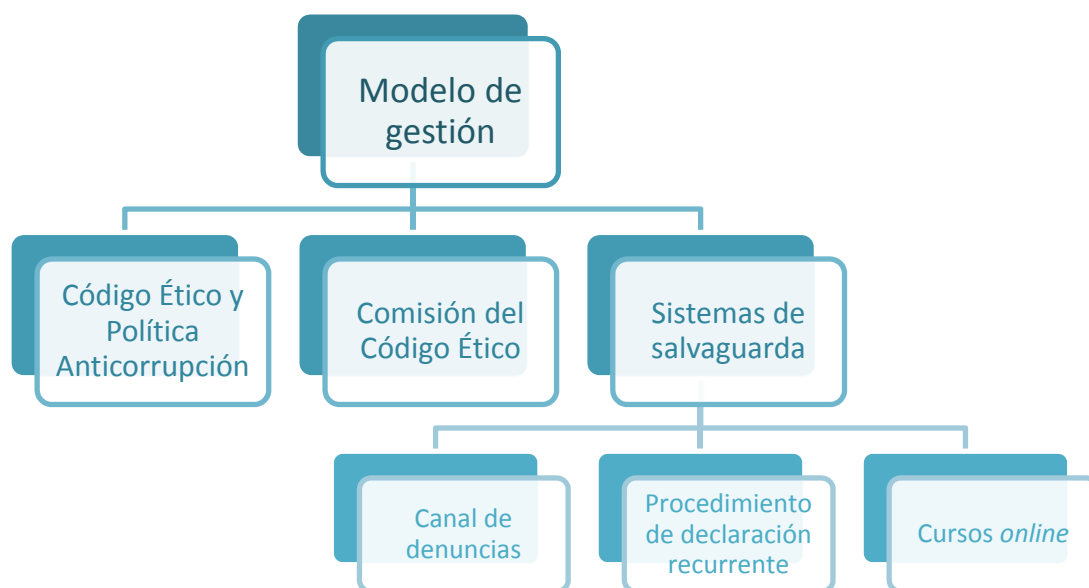 Modelo de
gestión
Código Ético y
Política
Anticorrupción
Comisión del
Código Ético
Sistemas de
salvaguarda
Canal de
denuncias
Procedimiento
de declaración
recurrente
Cursos online